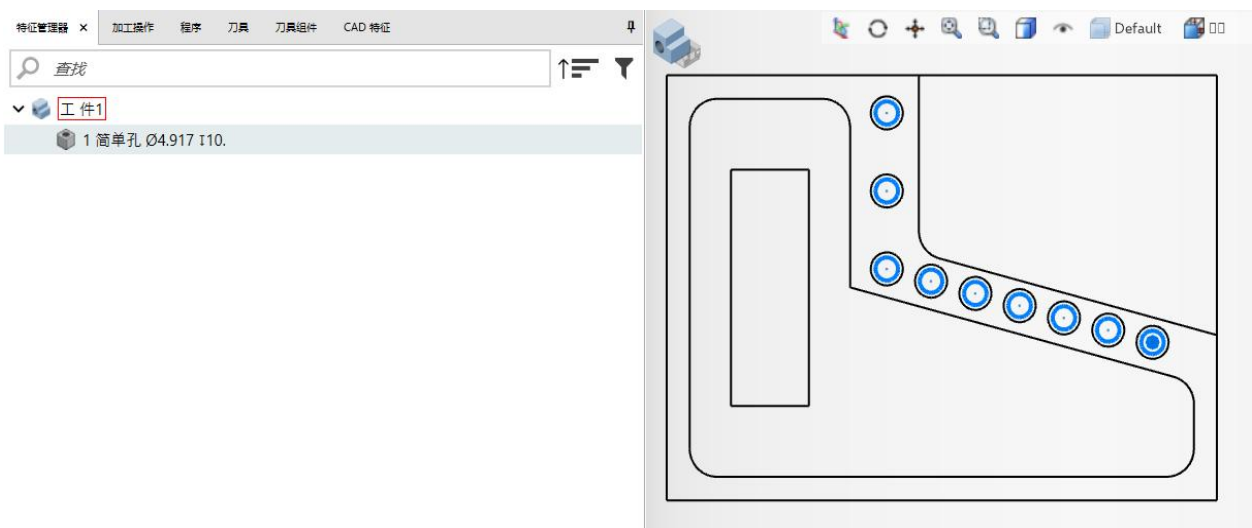 特征管理器 × 加工操作 程序 刀具 刀具组件 CAD 特征
查找
工 件1
1 简单孔 Ø4.917 ↧10.
Default